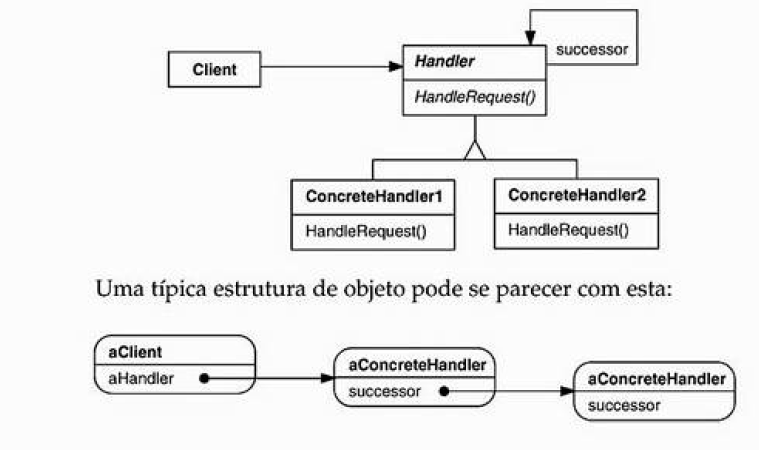 successor
Client
Handler
HandleRequest()
ConcreteHandler1
HandleRequest()
ConcreteHandler2
HandleRequest()
Uma típica estrutura de objeto pode se parecer com esta:
aClient
aHandler
aConcreteHandler
successor
aConcreteHandler
successor